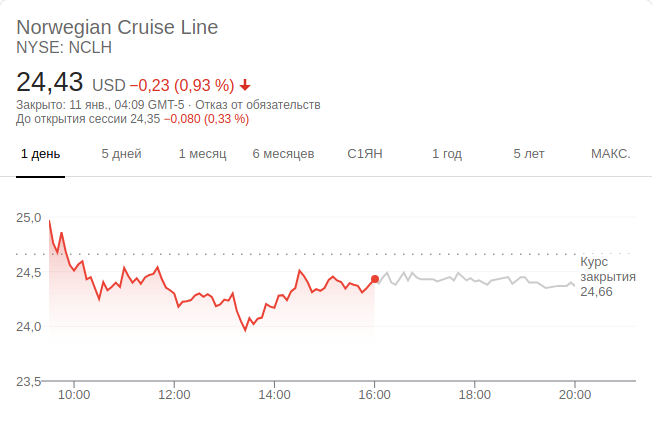 Norwegian Cruise Line
NYSE: NCLH
24,43 USD −0,23 (0,93 %)
Закрыто: 11 янв., 04:09 GMT-5 · Отказ от обязательств
До открытия сессии 24,35 −0,080 (0,33 %)
1 день 5 дней 1 месяц 6 месяцев С1ЯН 1 год 5 лет МАКС.
25,0
24,5
24,0
23,5
Курс
закрытия
24,66
10:00 12:00 14:00 16:00 18:00 20:00